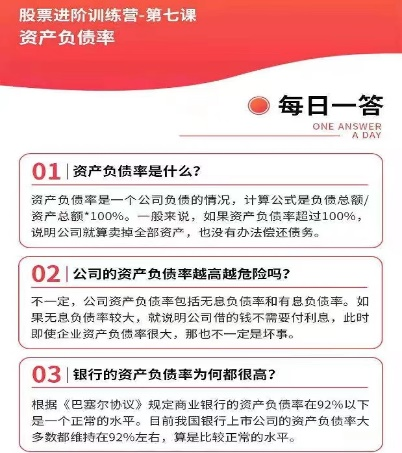 股票进阶训练营-第七课
资产负债率
每日一答
ONE ANSWER
A DAY
01 资产负债率是什么?
资产负债率是一个公司负债的情况，计算公式是负债总额/
资产总额*100%。一般来说，如果资产负债率超过100%，
说明公司就算卖掉全部资产，也没有办法偿还债务。
02 公司的资产负债率越高越危险吗?
不一定，公司资产负债率包括无息负债率和有息负债率。如
果无息负债率较大，就说明公司借的钱不需要付利息，此时
即使企业资产负债率很大，那也不一定是坏事。
03 银行的资产负债率为何都很高?
根据《巴塞尔协议》规定商业银行的资产负债率在92%以下
是一个正常的水平。目前我国银行上市公司的资产负债率大
多数都维持在92%左右，算是比较正常的水平。